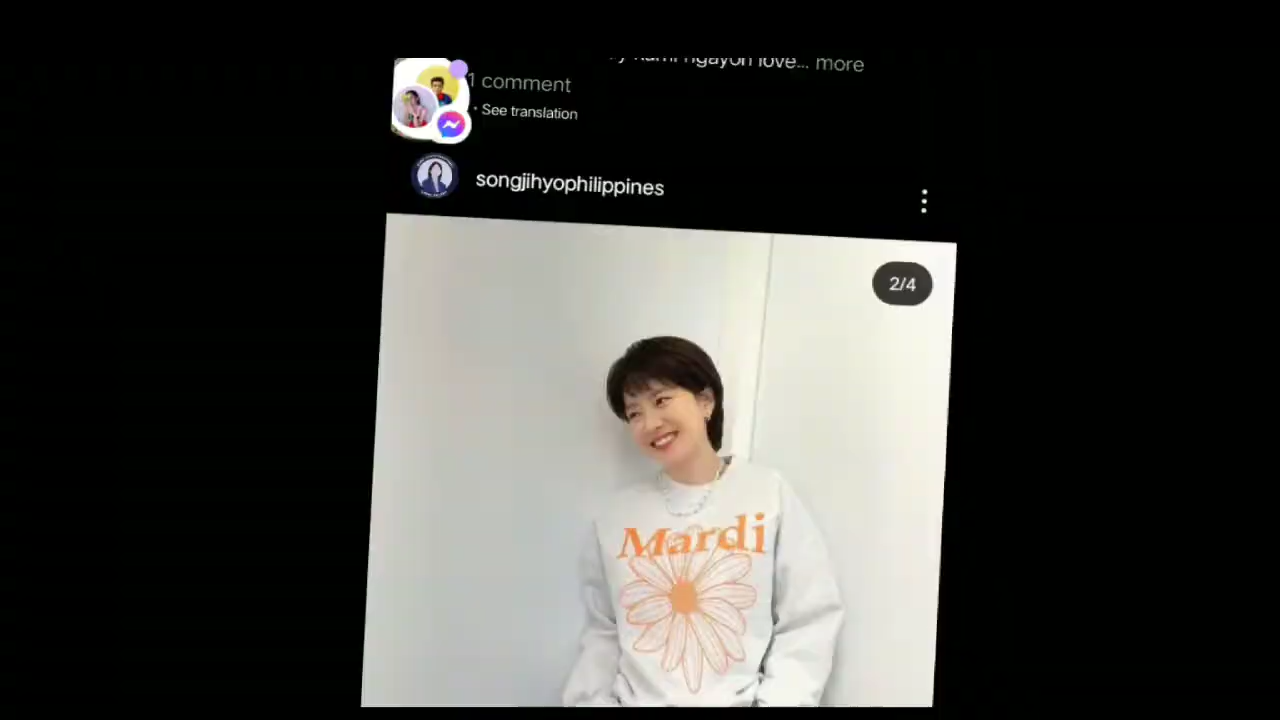 ngayon love... more
1 comment
• See translation
songjihyophilippines
2/4
Mardi